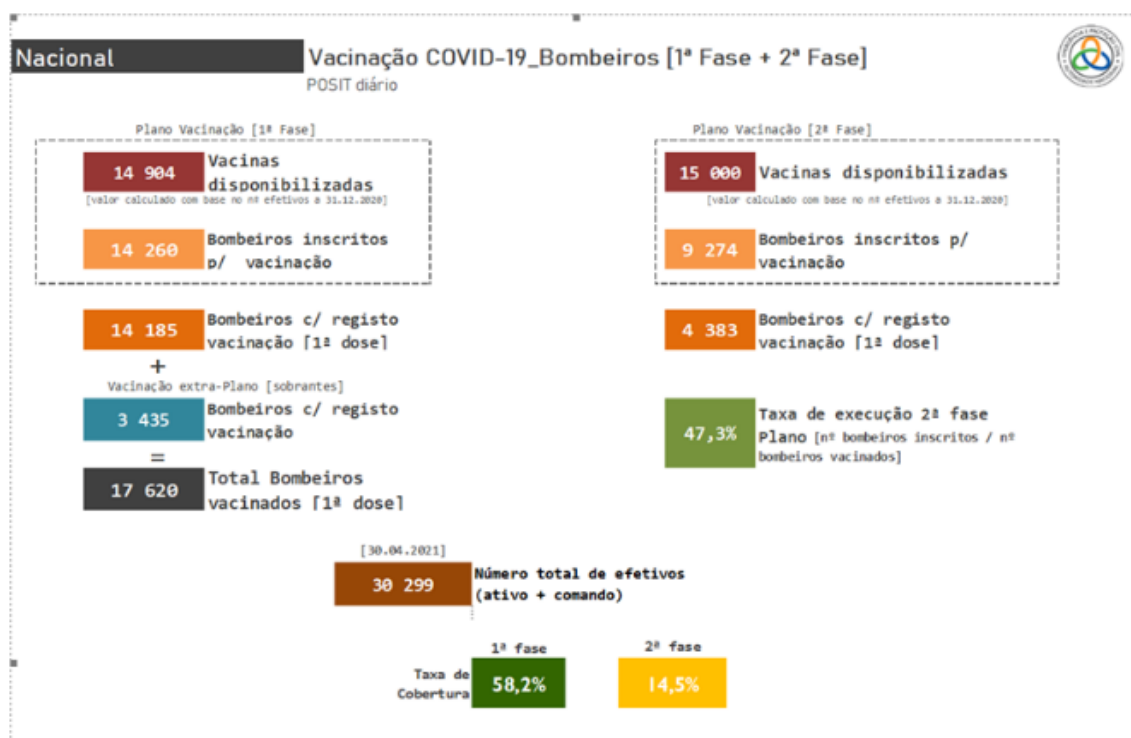 Nacional
Vacinação COVID-19_Bombeiros [1ª Fase + 2ª Fase]
POSIT diário
Plano Vacinação [1ª Fase]
14 904
Vacinas
disponibilizadas
[valor calculado com base no nº efetivos a 31.12.2020]
14 260
Bombeiros inscritos
p/ vacinação
14 185
Bombeiros c/ registo
vacinação [1ª dose]
+
Vacinação extra-Plano [sobrantes]
3 435
Bombeiros c/ registo
vacinação
=
17 620
Total Bombeiros
vacinados [1ª dose]
Plano Vacinação [2ª Fase]
15 000
Vacinas disponibilizadas
[valor calculado com base no nº efetivos a 31.12.2020]
9 274
Bombeiros inscritos p/
vacinação
4 383
Bombeiros c/ registo
vacinação [1ª dose]
47,3%
Taxa de execução 2ª fase
Plano [nº bombeiros inscritos / nº
bombeiros vacinados]
[30.04.2021]
30 299
Número total de efetivos
(ativo + comando)
1ª fase
2ª fase
Taxa de
Cobertura
58,2%
14,5%